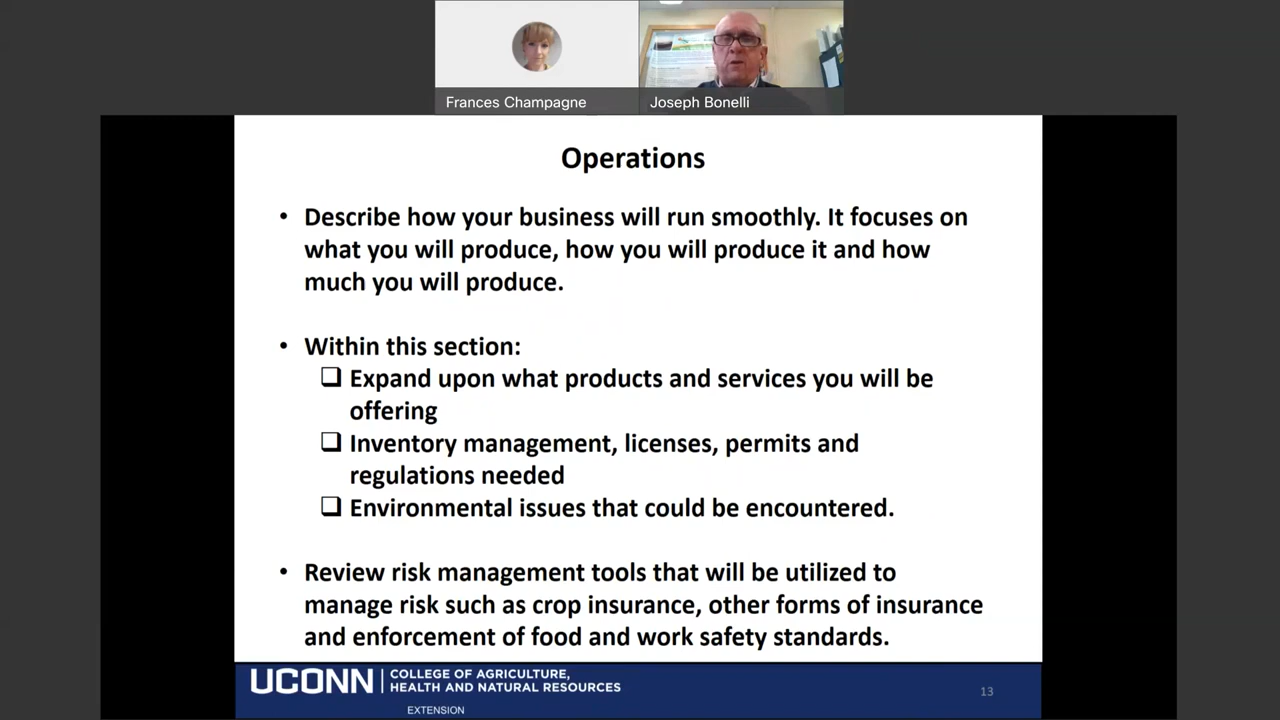 Frances Champagne
Joseph Bonelli
Operations
• Describe how your business will run smoothly. It focuses on
what you will produce, how you will produce it and how
much you will produce.
• Within this section:
❑ Expand upon what products and services you will be
offering
❑ Inventory management, licenses, permits and
regulations needed
❑ Environmental issues that could be encountered.
• Review risk management tools that will be utilized to
manage risk such as crop insurance, other forms of insurance
and enforcement of food and work safety standards.
UCONN
COLLEGE OF AGRICULTURE,
HEALTH AND NATURAL RESOURCES
EXTENSION
13